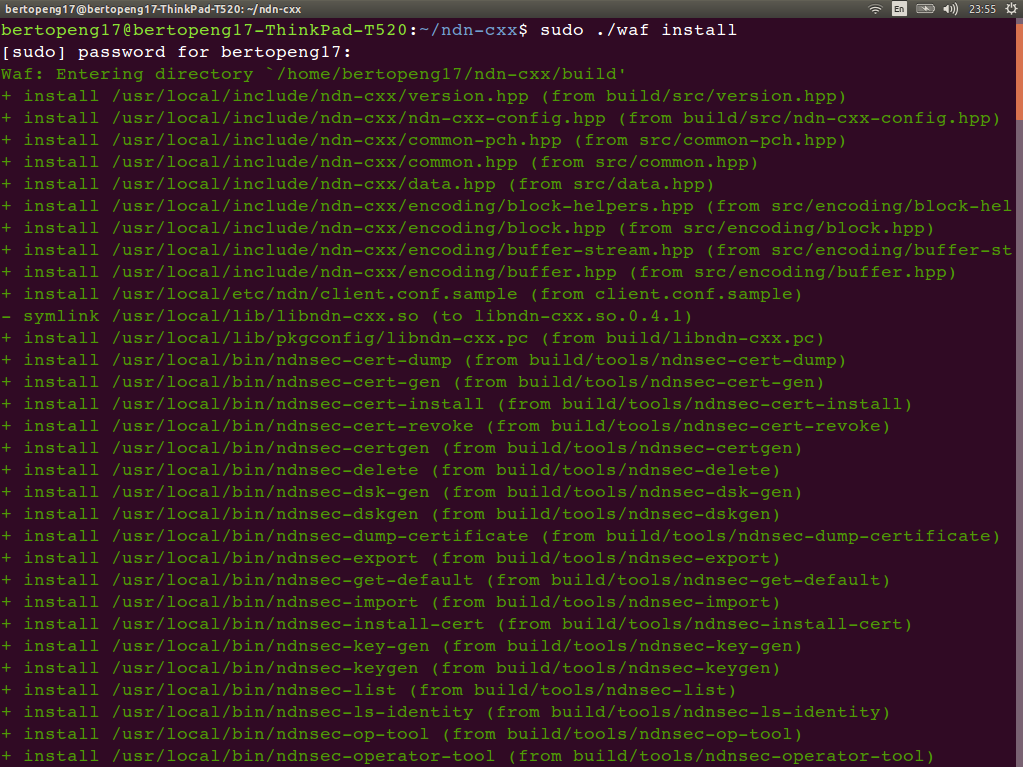 bertopeng17@bertopeng17-ThinkPad-T520: ~/ndn-cxx
En
23:55
bertopeng17@bertopeng17-ThinkPad-T520:~/ndn-cxx$ sudo ./waf install
[sudo] password for bertopeng17:
Waf: Entering directory `/home/bertopeng17/ndn-cxx/build'
+ install /usr/local/include/ndn-cxx/version.hpp (from build/src/version.hpp)
+ install /usr/local/include/ndn-cxx/ndn-cxx-config.hpp (from build/src/ndn-cxx-config.hpp)
+ install /usr/local/include/ndn-cxx/common-pch.hpp (from src/common-pch.hpp)
+ install /usr/local/include/ndn-cxx/common.hpp (from src/common.hpp)
+ install /usr/local/include/ndn-cxx/data.hpp (from src/data.hpp)
+ install /usr/local/include/ndn-cxx/encoding/block-helpers.hpp (from src/encoding/block-hel
+ install /usr/local/include/ndn-cxx/encoding/block.hpp (from src/encoding/block.hpp)
+ install /usr/local/include/ndn-cxx/encoding/buffer-stream.hpp (from src/encoding/buffer-st
+ install /usr/local/include/ndn-cxx/encoding/buffer.hpp (from src/encoding/buffer.hpp)
+ install /usr/local/etc/ndn/client.conf.sample (from client.conf.sample)
- symlink /usr/local/lib/libndn-cxx.so (to libndn-cxx.so.0.4.1)
+ install /usr/local/lib/pkgconfig/libndn-cxx.pc (from build/libndn-cxx.pc)
+ install /usr/local/bin/ndnsec-cert-dump (from build/tools/ndnsec-cert-dump)
+ install /usr/local/bin/ndnsec-cert-gen (from build/tools/ndnsec-cert-gen)
+ install /usr/local/bin/ndnsec-cert-install (from build/tools/ndnsec-cert-install)
+ install /usr/local/bin/ndnsec-cert-revoke (from build/tools/ndnsec-cert-revoke)
+ install /usr/local/bin/ndnsec-certgen (from build/tools/ndnsec-certgen)
+ install /usr/local/bin/ndnsec-delete (from build/tools/ndnsec-delete)
+ install /usr/local/bin/ndnsec-dsk-gen (from build/tools/ndnsec-dsk-gen)
+ install /usr/local/bin/ndnsec-dskgen (from build/tools/ndnsec-dskgen)
+ install /usr/local/bin/ndnsec-dump-certificate (from build/tools/ndnsec-dump-certificate)
+ install /usr/local/bin/ndnsec-export (from build/tools/ndnsec-export)
+ install /usr/local/bin/ndnsec-get-default (from build/tools/ndnsec-get-default)
+ install /usr/local/bin/ndnsec-import (from build/tools/ndnsec-import)
+ install /usr/local/bin/ndnsec-install-cert (from build/tools/ndnsec-install-cert)
+ install /usr/local/bin/ndnsec-key-gen (from build/tools/ndnsec-key-gen)
+ install /usr/local/bin/ndnsec-keygen (from build/tools/ndnsec-keygen)
+ install /usr/local/bin/ndnsec-list (from build/tools/ndnsec-list)
+ install /usr/local/bin/ndnsec-ls-identity (from build/tools/ndnsec-ls-identity)
+ install /usr/local/bin/ndnsec-op-tool (from build/tools/ndnsec-op-tool)
+ install /usr/local/bin/ndnsec-operator-tool (from build/tools/ndnsec-operator-tool)